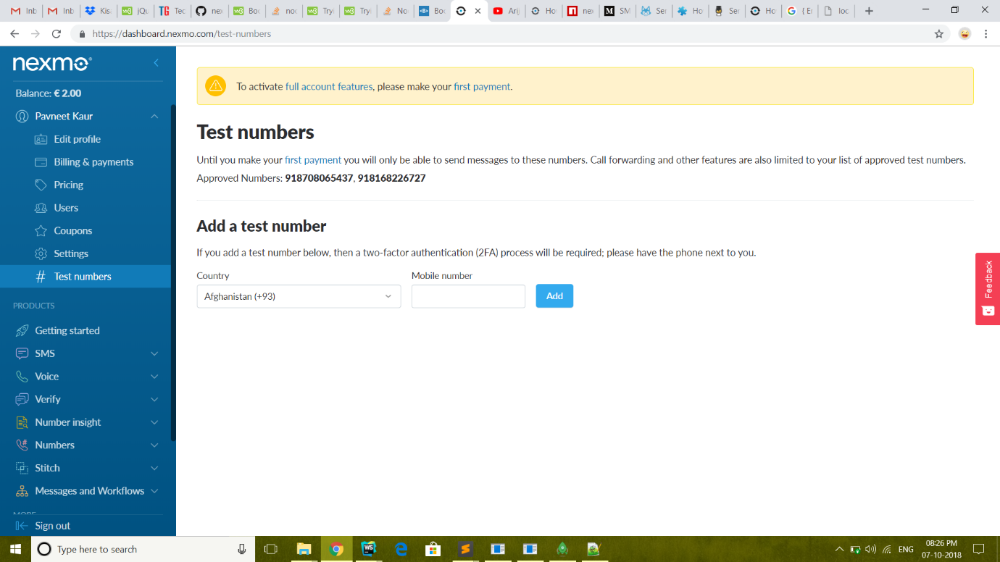 Inb
Inb
Kis
jQu
Tec
nex
Boo
noc
Try
Try
No
Boo
Ari
Ho
nex
SM
Ser
Ho
Ser
Ho
{ Er
loc
https://dashboard.nexmo.com/test-numbers
nexmo
Balance: € 2.00
Pavneet Kaur
Edit profile
Billing & payments
Pricing
Users
Coupons
Settings
Test numbers
PRODUCTS
Getting started
SMS
Voice
Verify
Number insight
Numbers
Stitch
Messages and Workflows
MORE
Sign out
To activate full account features, please make your first payment.
Test numbers
Until you make your first payment you will only be able to send messages to these numbers. Call forwarding and other features are also limited to your list of approved test numbers.
Approved Numbers: 918708065437, 918168226727
Add a test number
If you add a test number below, then a two-factor authentication (2FA) process will be required; please have the phone next to you.
Country
Mobile number
Afghanistan (+93)
Add
Feedback
Type here to search
ENG
08:26 PM
07-10-2018